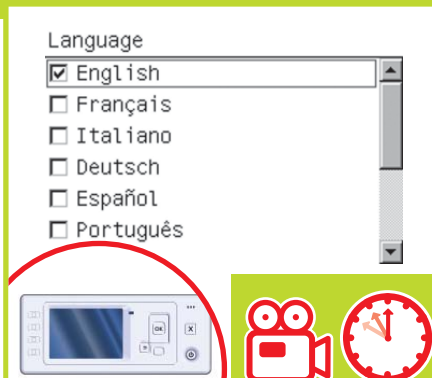 Language
English
Français
Italiano
Deutsch
Español
Português
OK
X